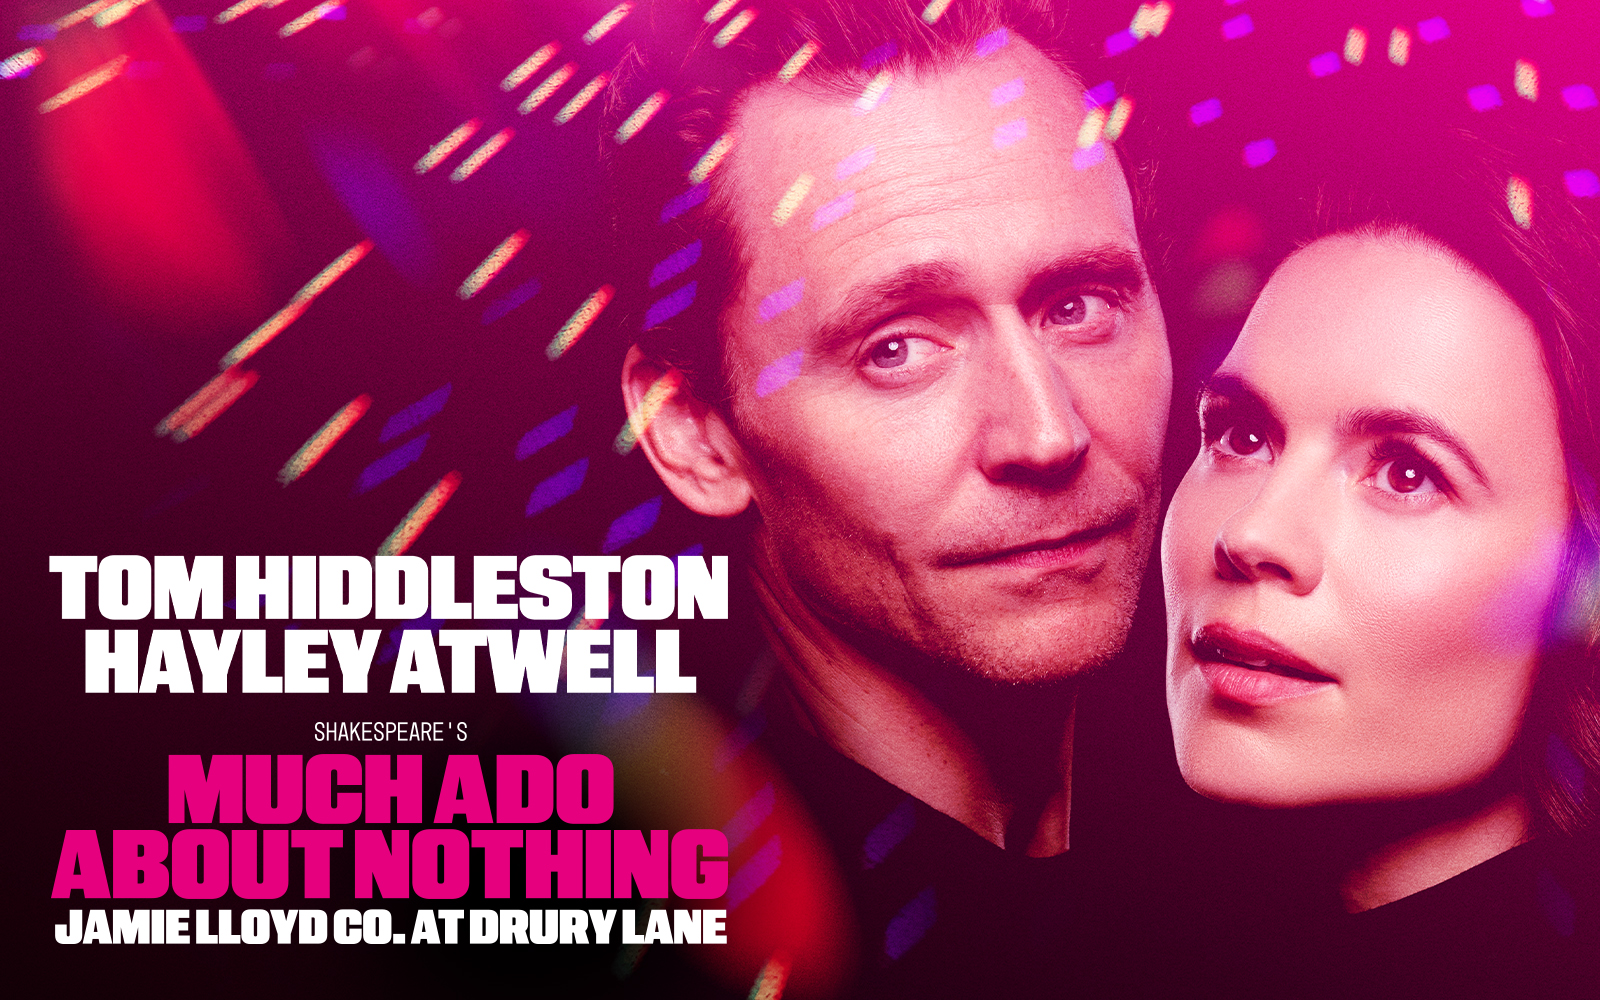 TOM HIDDLESTON
HAYLEY ATWELL
SHAKESPEARE'S
MUCH ADO
ABOUT NOTHING
JAMIE LLOYD CO. AT DRURY LANE